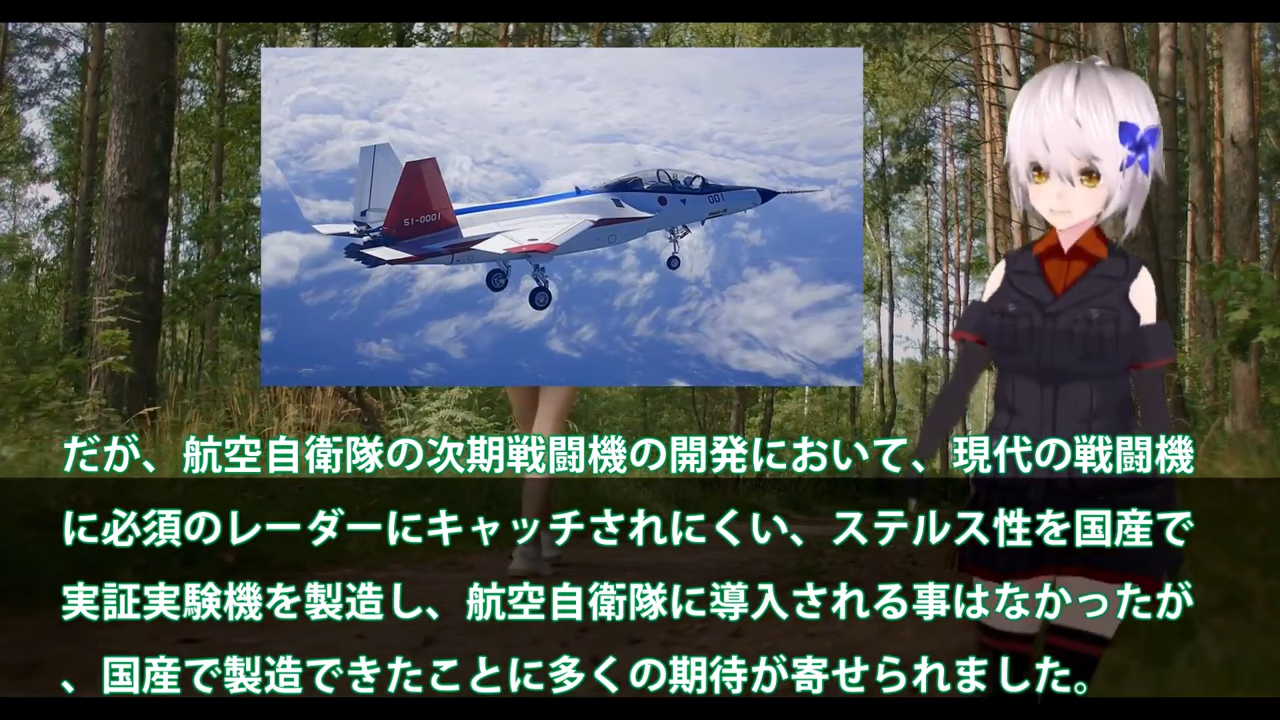 51-0001
001
だが、航空自衛隊の次期戦闘機の開発において、現代の戦闘機
に必須のレーダーにキャッチされにくい、ステルス性を国産で
実証実験機を製造し、航空自衛隊に導入される事はなかったが
、国産で製造できたことに多くの期待が寄せられました。